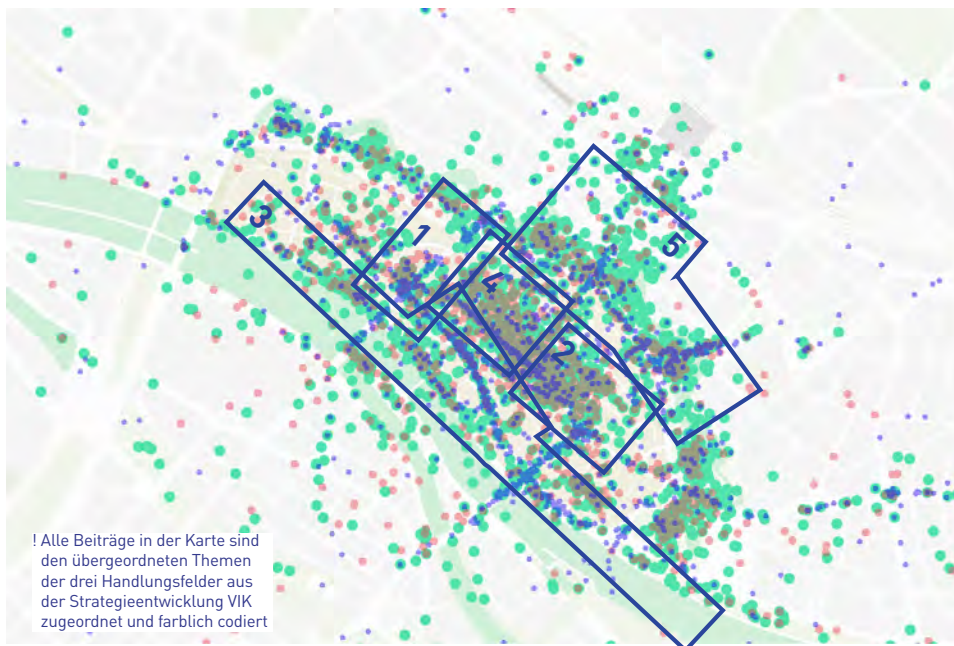 3
1
5
4
2
! Alle Beiträge in der Karte sind
den übergeordneten Themen
der drei Handlungsfelder aus
der Strategieentwicklung VIK
zugeordnet und farblich codiert